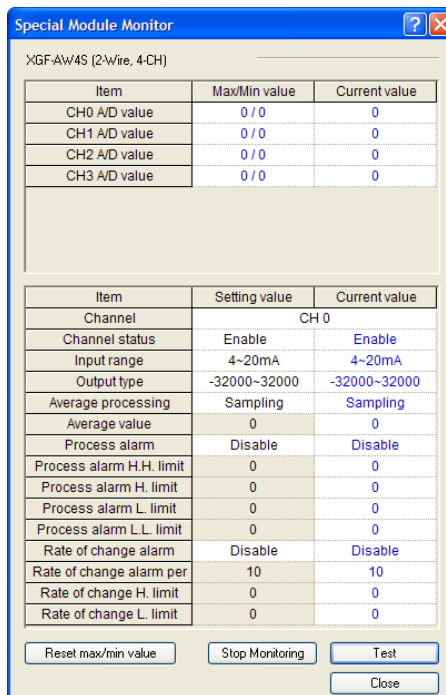 Special Module Monitor
XGF-AW4S (2-Wire, 4-CH)
Item Max/Min value Current value
CH0 A/D value 0 / 0 0
CH1 A/D value 0 / 0 0
CH2 A/D value 0 / 0 0
CH3 A/D value 0 / 0 0
Item Setting value Current value
Channel CH 0
Channel status Enable Enable
Input range 4~20mA 4~20mA
Output type -32000~32000 -32000~32000
Average processing Sampling Sampling
Average value 0 0
Process alarm Disable Disable
Process alarm H.H. limit 0 0
Process alarm H. limit 0 0
Process alarm L. limit 0 0
Process alarm L.L. limit 0 0
Rate of change alarm Disable Disable
Rate of change alarm per 10 10
Rate of change H. limit 0 0
Rate of change L. limit 0 0
Reset max/min value Stop Monitoring Test
Close